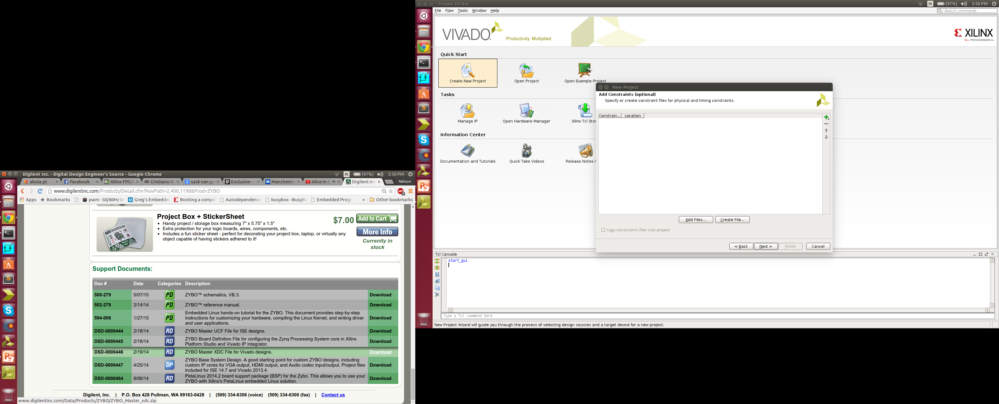 Digilent Inc. - Digital Design Engineer's Source - Google Chrome
Pt (97%) 3:50 PM
abola.pt
Facebook
Xilinx FPGA
Cristiano R
sack van ga
Exclusive –
Mancheste
Alice in C
Digilent Inc
Nelson
www.digilentinc.com/Products/Detail.cfm?NavPath=2,400,1198&Prod=ZYBO
ABP
2
Apps
Bookmarks
pwm - 50/60Hz in
Greg's Embedded
Booting a compil
Autodependenci
busybox - BusyBo
Embedded Progr
»
Other bookmarks
Project Box + StickerSheet
Handy project / storage box measuring 7" x 5.75" x 1.5"
Extra protection for your logic boards, wires, components, etc.
Includes a fun sticker sheet - perfect for decorating your project box, laptop, or virtually any
object capable of having stickers adhered to it!
$7.00
Add to Cart
More Info
Currently in
stock
DIGILENT
Support Documents:
Doc # Date Categories Description
500-279 5/07/15 PD ZYBO™ schematics, VB.3. Download
502-279 2/14/14 PD ZYBO™ reference manual. Download
594-008 1/27/15 PD Embedded Linux hands-on tutorial for the ZYBO. This document provides step-by-step
instructions for customizing your hardware, compiling the Linux Kernel, and writing driver
and user applications. Download
DSD-0000444 2/18/14 RD ZYBO Master UCF File for ISE designs. Download
DSD-0000445 2/18/14 RD ZYBO Board Definition File for configuring the Zynq Processing System core in Xilinx
Platform Studio and Vivado IP Integrator. Download
DSD-0000446 2/19/14 RD ZYBO Master XDC File for Vivado designs. Download
DSD-0000447 4/25/14 DP ZYBO Base System Design. A good starting point for custom ZYBO designs, including
custom IP cores for VGA output, HDMI output, and Audio codec input/output. Project files
included for ISE 14.7 and Vivado 2013.4. Download
DSD-0000464 8/06/14 RD PetaLinux 2014.2 board support package (BSP) for the Zybo. This allows you to use your
ZYBO with Xilinx's PetaLinux embedded Linux solution. Download
Digilent, Inc. | P.O. Box 428 Pullman, WA 99163-0428 | (509) 334-6306 (voice) (509) 334-6300 (fax) | Contact us
www.digilentinc.com/Data/Products/ZYBO/ZYBO_Master_xdc.zip
Vivado 2014.4
Pt (97%) 3:50 PM
File Flow Tools Window Help
Search commands
VIVADO.
Productivity. Multiplied.
XILINX
ALL PROGRAMMABLE™
Quick Start
Create New Project
Open Project
Open Example Project
Tasks
Manage IP
Open Hardware Manager
Xilinx Tcl Stor
Information Center
Documentation and Tutorials
Quick Take Videos
NEWS
Release Notes
New Project
Add Constraints (optional)
Specify or create constraint files for physical and timing constraints.
Constrain... Location
Add Files... Create File...
Copy constraints files into project
< Back Next > Finish Cancel
Tcl Console
start_gui
Type a Tcl command here
New Project Wizard will guide you through the process of selecting design sources and a target device for a new project.